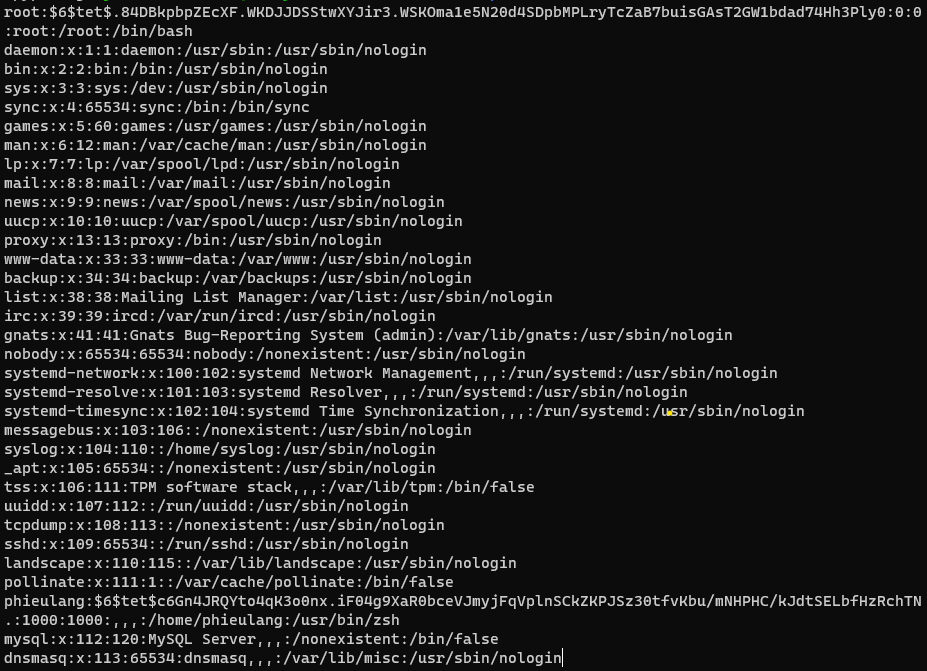 root:$6$tet$.84DBkpbpZEcXF.WKDJJDSStwXYJir3.WSKOma1e5N20d4SDpbMPLryTcZaB7buisGAsT2GW1bdad74Hh3Ply0:0:0
:root:/root:/bin/bash
daemon:x:1:1:daemon:/usr/sbin:/usr/sbin/nologin
bin:x:2:2:bin:/bin:/usr/sbin/nologin
sys:x:3:3:sys:/dev:/usr/sbin/nologin
sync:x:4:65534:sync:/bin:/bin/sync
games:x:5:60:games:/usr/games:/usr/sbin/nologin
man:x:6:12:man:/var/cache/man:/usr/sbin/nologin
lp:x:7:7:lp:/var/spool/lpd:/usr/sbin/nologin
mail:x:8:8:mail:/var/mail:/usr/sbin/nologin
news:x:9:9:news:/var/spool/news:/usr/sbin/nologin
uucp:x:10:10:uucp:/var/spool/uucp:/usr/sbin/nologin
proxy:x:13:13:proxy:/bin:/usr/sbin/nologin
www-data:x:33:33:www-data:/var/www:/usr/sbin/nologin
backup:x:34:34:backup:/var/backups:/usr/sbin/nologin
list:x:38:38:Mailing List Manager:/var/list:/usr/sbin/nologin
irc:x:39:39:ircd:/var/run/ircd:/usr/sbin/nologin
gnats:x:41:41:Gnats Bug-Reporting System (admin):/var/lib/gnats:/usr/sbin/nologin
nobody:x:65534:65534:nobody:/nonexistent:/usr/sbin/nologin
systemd-network:x:100:102:systemd Network Management,,,:/run/systemd:/usr/sbin/nologin
systemd-resolve:x:101:103:systemd Resolver,,,:/run/systemd:/usr/sbin/nologin
systemd-timesync:x:102:104:systemd Time Synchronization,,,:/run/systemd:/usr/sbin/nologin
messagebus:x:103:106::/nonexistent:/usr/sbin/nologin
syslog:x:104:110::/home/syslog:/usr/sbin/nologin
_apt:x:105:65534::/nonexistent:/usr/sbin/nologin
tss:x:106:111:TPM software stack,,,:/var/lib/tpm:/bin/false
uuidd:x:107:112::/run/uuidd:/usr/sbin/nologin
tcpdump:x:108:113::/nonexistent:/usr/sbin/nologin
sshd:x:109:65534::/run/sshd:/usr/sbin/nologin
landscape:x:110:115::/var/lib/landscape:/usr/sbin/nologin
pollinate:x:111:1::/var/cache/pollinate:/bin/false
phieulang:$6$tet$c6Gn4JRQYto4qK3o0nx.iF04g9XaR0bceVJmyjFqVplnSCkZKPJSz30tfvKbu/mNHPHC/kJdtSELbfHzRchTN
.:1000:1000:,,,:/home/phieulang:/usr/bin/zsh
mysql:x:112:120:MySQL Server,,,:/nonexistent:/bin/false
dnsmasq:x:113:65534:dnsmasq,,,:/var/lib/misc:/usr/sbin/nologin